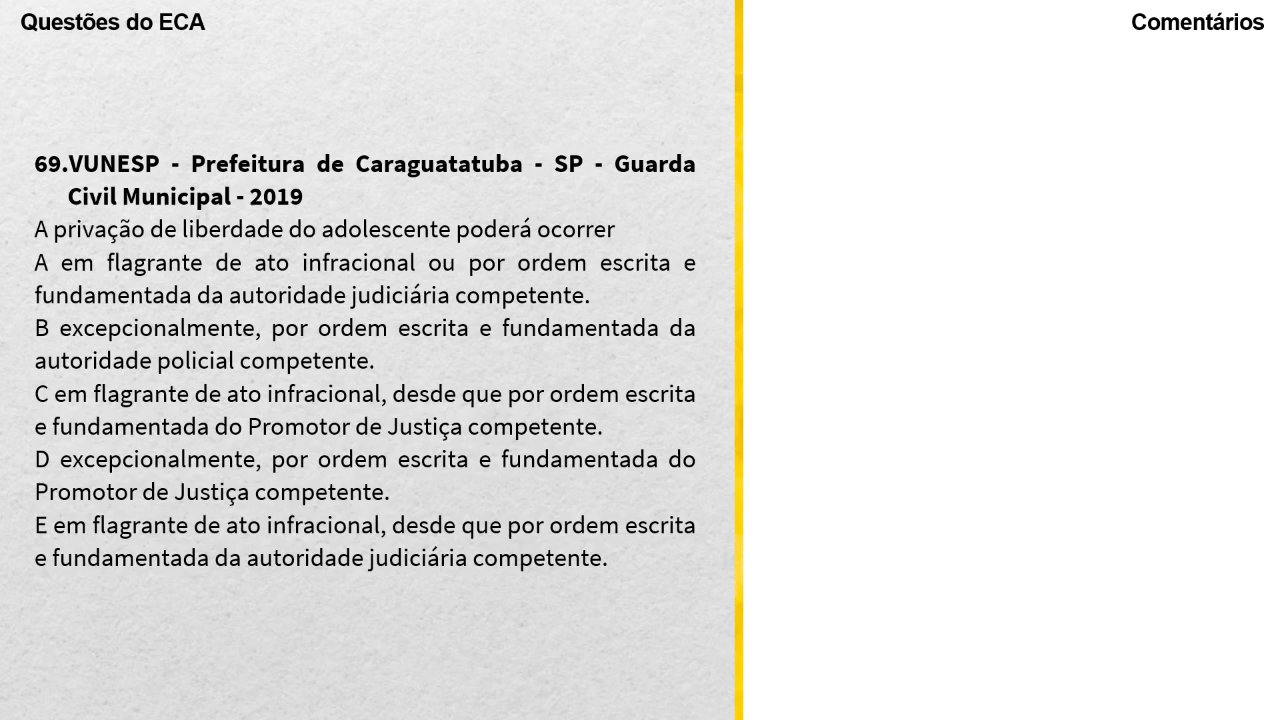 Questões do ECA
Comentários
69.VUNESP - Prefeitura de Caraguatatuba - SP - Guarda
Civil Municipal - 2019
A privação de liberdade do adolescente poderá ocorrer
A em flagrante de ato infracional ou por ordem escrita e
fundamentada da autoridade judiciária competente.
B excepcionalmente, por ordem escrita e fundamentada da
autoridade policial competente.
C em flagrante de ato infracional, desde que por ordem escrita
e fundamentada do Promotor de Justiça competente.
D excepcionalmente, por ordem escrita e fundamentada do
Promotor de Justiça competente.
E em flagrante de ato infracional, desde que por ordem escrita
e fundamentada da autoridade judiciária competente.